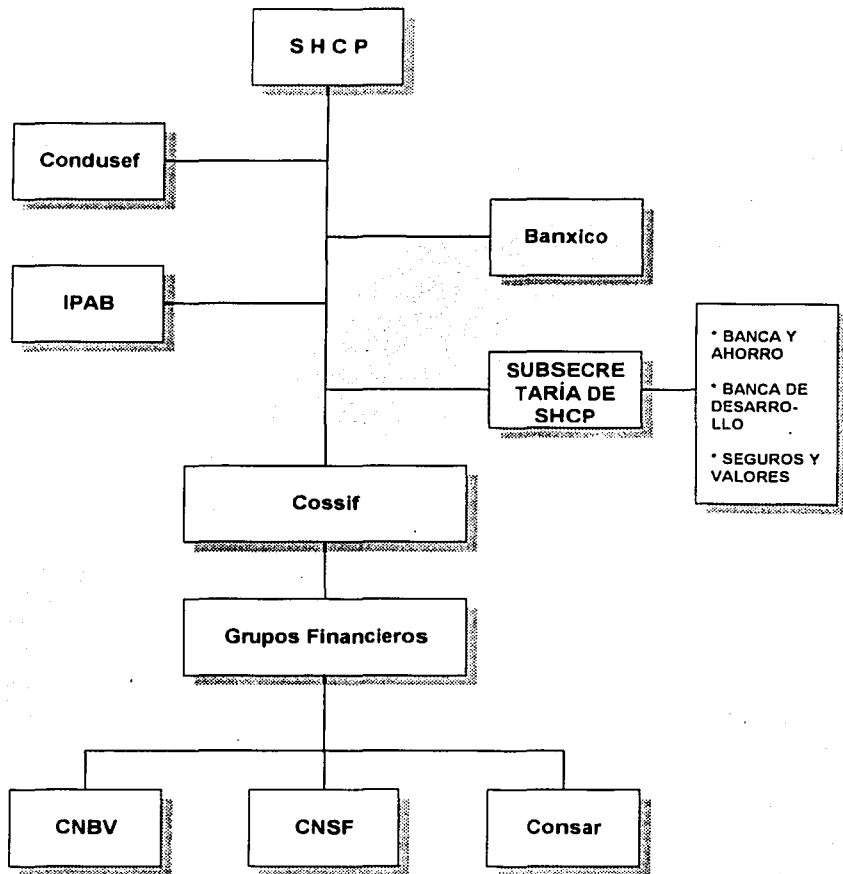 S H C P
Condusef
Banxico
IPAB
SUBSECRE
TARÍA DE
SHCP
* BANCA Y
AHORRO
* BANCA DE
DESARRO-
LLO
* SEGUROS Y
VALORES
Cossif
Grupos Financieros
CNBV
CNSF
Consar